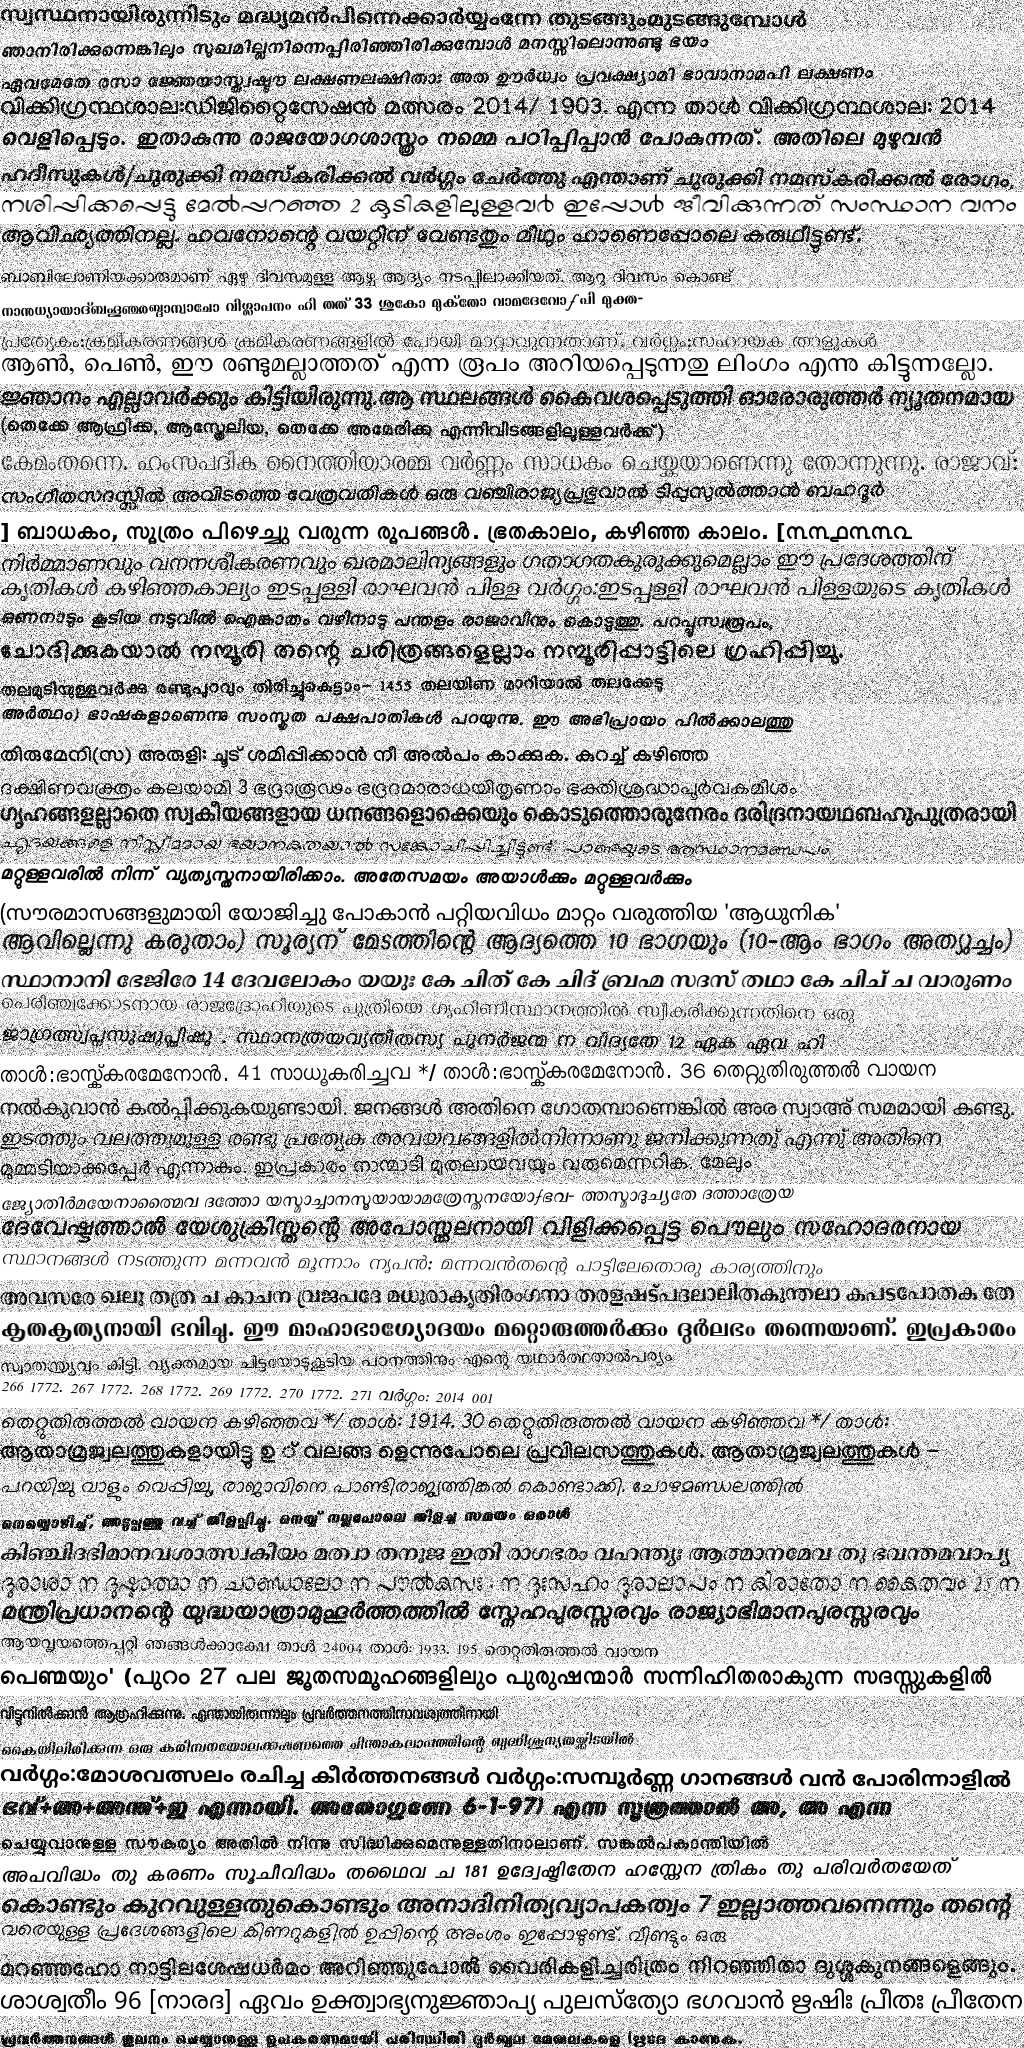 സ്വസ്ഥനായിരുന്നിടും മദ്ധ്യമൻപിന്നെക്കാർയ്യംന്നേ തുടങ്ങുംമുടങ്ങുമ്പോൾ
ഞാനിരിക്കുന്നെങ്കിലും സുഖമില്ലനിന്നെപ്പിരിഞ്ഞിരിക്കുമ്പോൾ മനസ്സിലൊന്നുണ്ടു ഭയം
ഏവമേതേ രസാ ജ്ഞേയാസ്ത്വഷ്ടൗ ലക്ഷണലക്ഷിതാഃ അത ഊർധ്വം പ്രവക്ഷ്യാമി ഭാവാനാമപി ലക്ഷണം
വിക്കിഗ്രന്ഥശാല:ഡിജിറ്റൈസേഷൻ മത്സരം 2014/ 1903. എന്ന താൾ വിക്കിഗ്രന്ഥശാല: 2014
വെളിപ്പെടും. ഇതാകുന്നു രാജയോഗശാസ്ത്രം നമ്മെ പഠിപ്പിപ്പാൻ പോകുന്നത്. അതിലെ മുഴുവൻ
ഹദീസുകൾ/ചുരുക്കി നമസ്കരിക്കൽ വർഗ്ഗം ചേർത്തു എന്താണ് ചുരുക്കി നമസ്കരിക്കൽ രോഗം,
നശിപ്പിക്കപ്പെട്ടു മേൽപ്പറഞ്ഞ 2 കുടികളിലുള്ളവർ ഇപ്പോൾ ജീവിക്കുന്നത് സംസ്ഥാന വനം
ആവീഛ്യത്തിനല്ല. ഹവനോന്റെ വയറ്റിന് വേണ്ടതും മീഥും ഹാണെപ്പോലെ കരുഥീട്ടുണ്ട്.
ബാബിലോണിയക്കാരുമാണ് ഏഴു ദിവസമുള്ള ആഴ്ച ആദ്യം നടപ്പിലാക്കിയത്. ആറു ദിവസം കൊണ്ട്
വിശ്ലാപനം ഹി തത് 33 ശുകോ മുക്തോ വാമദേവോഽപി മുക്ത-
പ്രത്യേകം:ക്രമീകരണങ്ങൾ ക്രമീകരണങ്ങളിൽ പോയി മാറ്റാവുന്നതാണ്. വർഗ്ഗം:സഹായക താളുകൾ
ആൺ, പെൺ, ഈ രണ്ടുമല്ലാത്തത് എന്ന രൂപം അറിയപ്പെടുന്നതു ലിംഗം എന്നു കിട്ടുന്നല്ലോ.
ജ്ഞാനം എല്ലാവർക്കും കിട്ടിയിരുന്നു.ആ സ്ഥലങ്ങൾ കൈവശപ്പെടുത്തി ഓരോരുത്തർ ന്യൂതനമായ
(തെക്കേ ആഫ്രിക്ക, ആസ്ത്രേലിയ, തെക്കേ അമേരിക്ക എന്നിവിടങ്ങളിലുള്ളവർക്ക്)
കേമംതന്നെ. ഹംസപദിക നൈത്തിയാരമ്മ വർണ്ണം സാധകം ചെയ്യുയാണെന്നു തോന്നുന്നു. രാജാവ്:
സംഗീതസദസ്സിൽ അവിടത്തെ വേത്രവതികൾ ഒരു വഞ്ചിരാജ്യപ്രഭുവാൽ ടിപ്പുസുൽത്താൻ ബഹദൂർ
] ബാധകം, സൂത്രം പിഴെച്ചു വരുന്ന രൂപങ്ങൾ. ഭൂതകാലം, കഴിഞ്ഞ കാലം. [൩൩൧൩൩൨
നിർമ്മാണവും വനനശീകരണവും ഖരമാലിന്യങ്ങളും ഗതാഗതകുരുക്കുമെല്ലാം ഈ പ്രദേശത്തിന്
കൃതികൾ കഴിഞ്ഞകാല്യം ഇടപ്പള്ളി രാഘവൻ പിള്ള വർഗ്ഗം:ഇടപ്പള്ളി രാഘവൻ പിള്ളയുടെ കൃതികൾ
ഒണനാടും കൂടിയ നടുവിൽ ഐങ്കാതം വഴിനാടു പന്തളം രാജാവിന്നും കൊടുത്തു. പറപ്പുസ്വരൂപം,
ചോദിക്കുകയാൽ നമ്പൂരി തന്റെ ചരിത്രങ്ങളെല്ലാം നമ്പൂരിപ്പാട്ടിലെ ഗ്രഹിപ്പിച്ചു.
തലമുടിയുള്ളവർക്കു രണ്ടുപുറവും തിരിച്ചുകെട്ടാം- 1455 തലയിണ മാറിയാൽ തലക്കേടു
അർത്ഥം) ഭാഷകളാണെന്നു സംസ്കൃത പക്ഷപാതികൾ പറയുന്നു. ഈ അഭിപ്രായം പിൽക്കാലത്തു
തിരുമേനി(സ) അരുളി: ചൂട് ശമിപ്പിക്കാൻ നീ അൽപം കാക്കുക. കുറച്ച് കഴിഞ്ഞ
ദക്ഷിണവക്ത്രം കലയാമി 3 ഭദ്രാരൂഢം ഭദ്രദമാരാധയിതൄണാം ഭക്തിശ്രദ്ധാപൂർവകമീശം
ഗൃഹങ്ങളല്ലാതെ സ്വകീയങ്ങളായ ധനങ്ങളൊക്കെയും കൊടുത്തൊരുനേരം ദരിദ്രനായഥബഹുപുത്രരായി
മറ്റുള്ളവരിൽ നിന്ന് വ്യത്യസ്തനായിരിക്കാം. അതേസമയം അയാൾക്കും മറ്റുള്ളവർക്കും
(സൗരമാസങ്ങളുമായി യോജിച്ചു പോകാൻ പറ്റിയവിധം മാറ്റം വരുത്തിയ 'ആധുനിക'
ആവില്ലെന്നു കരുതാം) സൂര്യന് മേടത്തിന്റെ ആദ്യത്തെ 10 ഭാഗയും (10-ആം ഭാഗം അത്യുച്ചം)
സ്ഥാനാനി ഭേജിരേ 14 ദേവലോകം യയുഃ കേ ചിത് കേ ചിദ് ബ്രഹ്മ സദസ് തഥാ കേ ചിച് ച വാരുണം
പെരിഞ്ചക്കോടനായ രാജദ്രോഹിയുടെ പുത്രിയെ ഗൃഹിണീസ്ഥാനത്തിൽ സ്വീകരിക്കുന്നതിനെ ഒരു
ജാഗ്രത്സ്വപ്നസുഷുപ്തിഷു . സ്ഥാനത്രയവ്യതീതസ്യ പുനർജന്മ ന വിദ്യതേ 12 ഏക ഏവ ഹി
താൾ:ഭാസ്ക്കരമേനോൻ. 41 സാധൂകരിച്ചവ */ താൾ:ഭാസ്ക്കരമേനോൻ. 36 തെറ്റുതിരുത്തൽ വായന
നൽകുവാൻ കൽപ്പിക്കുകയുണ്ടായി. ജനങ്ങൾ അതിനെ ഗോതമ്പാണെങ്കിൽ അര സ്വാഅ് സമമായി കണ്ടു.
ഇടത്തും വലത്തുമുള്ള രണ്ടു പ്രത്യേക അവയവങ്ങളിൽനിന്നാണു ജനിക്കുന്നതു് എന്നു് അതിനെ
മുമ്മടിയാക്കപ്പേർ എന്നാകും. ഇപ്രകാരം നാന്മാടി മുതലായവയും വരുമെന്നറിക. മേലും
ജ്യോതിർമയേനാത്മൈവ ദത്തോ യസ്മാച്ചാനസൂയായാമത്രേസ്തനയോഽഭവ- ത്തസ്മാദുച്യതേ ദത്താത്രേയ
ദേവേഷ്ടത്താൽ യേശുക്രിസ്തന്റെ അപോസ്തലനായി വിളിക്കപ്പെട്ട പൌലും സഹോദരനായ
സ്ഥാനങ്ങൾ നടത്തുന്ന മന്നവൻ മൂന്നാം ന്യപൻ: മന്നവൻതന്റെ പാട്ടിലേതൊരു കാര്യത്തിനും
അവസരേ ഖലു തത്ര ച കാചന വ്രജപദേ മധുരാകൃതിരംഗനാ തരളഷട്പദലാലിതകുന്തലാ കപടപോതക തേ
കൃതകൃത്യനായി ഭവിച്ചു. ഈ മാഹാഭാഗ്യോദയം മറ്റൊരുത്തർക്കും ദുർലഭം തന്നെയാണ്. ഇപ്രകാരം
സ്വാതന്ത്ര്യവും കിട്ടി. വ്യക്തമായ ചിട്ടയോടുകൂടിയ പഠനത്തിനും എന്റെ യഥാർത്ഥതാൽപര്യം
266 1772. 267 1772. 268 1772. 269 1772. 270 1772. 271 വർഗ്ഗം: 2014 001
തെറ്റുതിരുത്തൽ വായന കഴിഞ്ഞവ */ താൾ: 1914. 30 തെറ്റുതിരുത്തൽ വായന കഴിഞ്ഞവ */ താൾ:
ആതാമ്രജ്വലത്തുകളായിട്ടു ഉ ് വലങ്ങ ളെന്നുപോലെ പ്രവിലസത്തുകൾ. ആതാമ്രജ്വലത്തുകൾ –
പറയിച്ചു വാളും വെപ്പിച്ചു, രാജാവിനെ പാണ്ടിരാജ്യത്തിങ്കൽ കൊണ്ടാക്കി. ചോഴമണ്ഡലത്തിൽ
നെയ്യൊഴിച്ച്, അടുപ്പത്തു വച്ച് തിളപ്പിച്ചു. നെയ്യ് നല്ലപോലെ തിളച്ച സമയം ഒരാൾ
കിഞ്ചിദഭിമാനവശാത്സ്വകീയം മത്വാ തനൂജ ഇതി രാഗഭരം വഹന്ത്യഃ ആത്മാനമേവ തു ഭവന്തമവാപ്യ
ദുരാശാ ന ദുഷ്ടാത്മാ ന ചാണ്ഡാലോ ന പൗൽകസഃ . ന ദുഃസഹം ദുരാലാപം ന കിരാതോ ന കൈതവം 25 ന
മന്ത്രിപ്രധാനന്റെ യുദ്ധയാത്രാമുഹൂർത്തത്തിൽ സ്നേഹപുരസ്സരവും രാജ്യാഭിമാനപുരസ്സരവും
ആയവ്വയത്തെപ്പറ്റി ഞങ്ങൾക്കാക്ഷേ താൾ 24004 താൾ: 1933. 195. തെറ്റുതിരുത്തൽ വായന
പെണ്മയും' (പുറം 27 പല ജൂതസമൂഹങ്ങളിലും പുരുഷന്മാർ സന്നിഹിതരാകുന്ന സദസ്സുകളിൽ
വിട്ടുനിൽക്കാൻ ആഗ്രഹിക്കുന്നു. എന്തായിരുന്നാലും പ്രവർത്തനത്തിനാവശ്യത്തിനായി
കൈയിലിരിക്കുന്ന ഒരു കരിമ്പനയോലക്കഷണത്തെ ചിന്താകലാപത്തിന്റെ ബുദ്ധിശൂന്യതയ്ക്കിടയിൽ
വർഗ്ഗം:മോശവത്സലം രചിച്ച കീർത്തനങ്ങൾ വർഗ്ഗം:സമ്പൂർണ്ണ ഗാനങ്ങൾ വൻ പോരിന്നാളിൽ
ഭവ്+അ+അന്ത്+ഇ എന്നായി. അതോഗുണേ 6-1-97) എന്ന സൂത്രത്താൽ അ, അ എന്ന
ചെയ്യുവാനുള്ള സൗകര്യം അതിൽ നിന്നു സിദ്ധിക്കുമെന്നുള്ളതിനാലാണ്. സങ്കൽപകാന്തിയിൽ
അപവിദ്ധം തു കരണം സൂചീവിദ്ധം തഥൈവ ച 181 ഉദ്വേഷ്ടിതേന ഹസ്തേന ത്രികം തു പരിവർതയേത്
കൊണ്ടും കുറവുള്ളതുകൊണ്ടും അനാദിനിത്യവ്യാപകത്വം 7 ഇല്ലാത്തവനെന്നും തന്റെ
വരെയുള്ള പ്രദേശങ്ങളിലെ കിണറുകളിൽ ഉപ്പിന്റെ അംശം ഇപ്പോഴുണ്ട്. വീണ്ടും ഒരു
മറഞ്ഞഹോ നാട്ടിലശേഷധർമം അറിഞ്ഞുപോൽ വൈരികളിച്ചരിത്രം നിറഞ്ഞിതാ ദുശ്ശകുനങ്ങളെങ്ങും.
ശാശ്വതീം 96 [നാരദ] ഏവം ഉക്ത്വാഭ്യനുജ്ഞാപ്യ പുലസ്ത്യോ ഭഗവാൻ ഋഷിഃ പ്രീതഃ പ്രീതേന
പ്രവർത്തനങ്ങൾ തൂലനം ചെയ്യാനുള്ള ഉപകരണമായി പരിസ്ഥിതി ദുർബ്ബല മേഖലകളെ കാണുക.